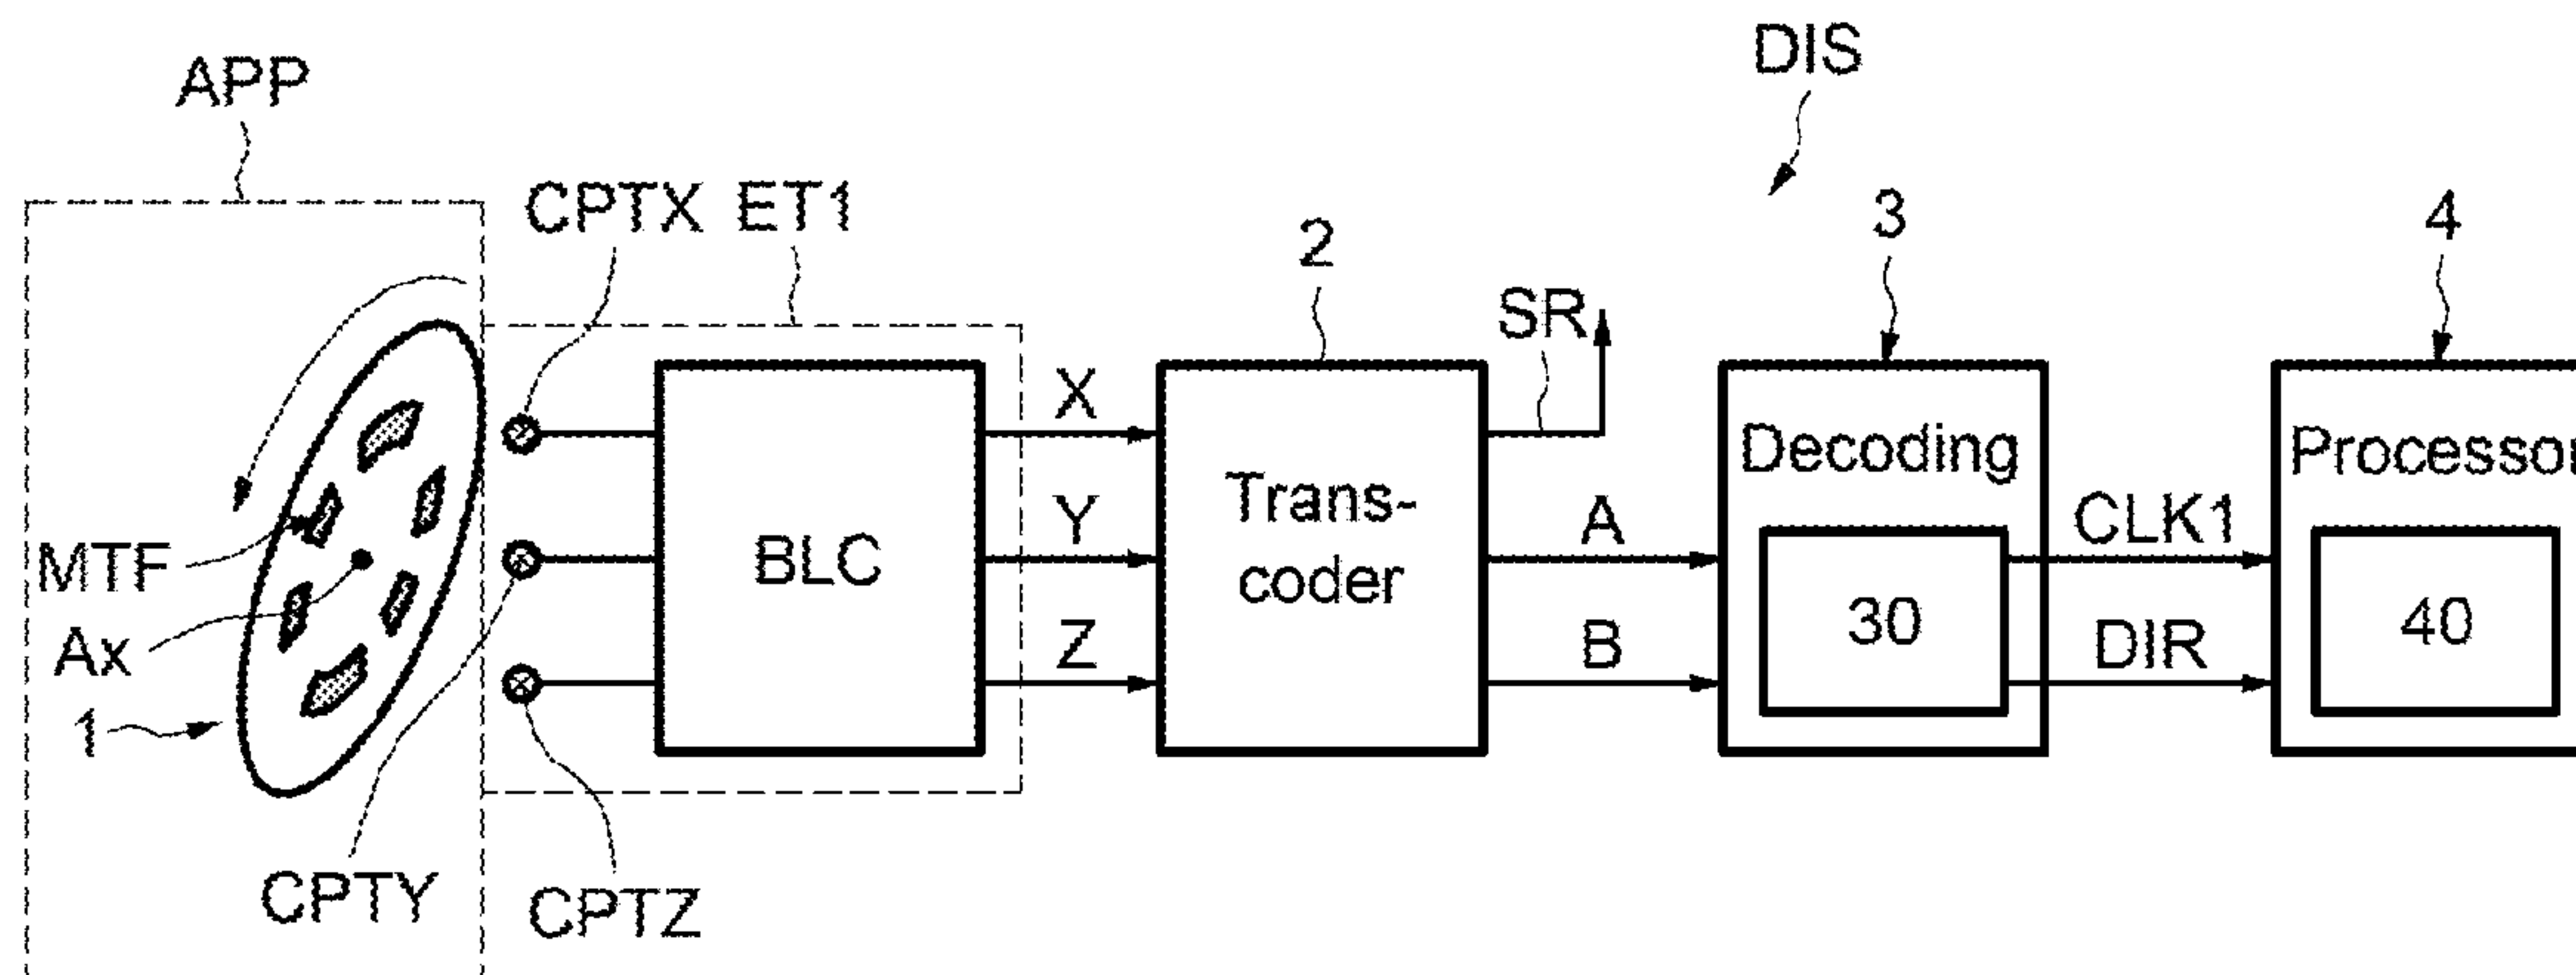 DIS
APP
CPTX ET1
2
3
4
SR
X
Y
Z
BLC
Trans-
coder
A
B
Decoding
30
CLK1
DIR
Processor
40
MTF
Ax
1
CPTY
CPTZ